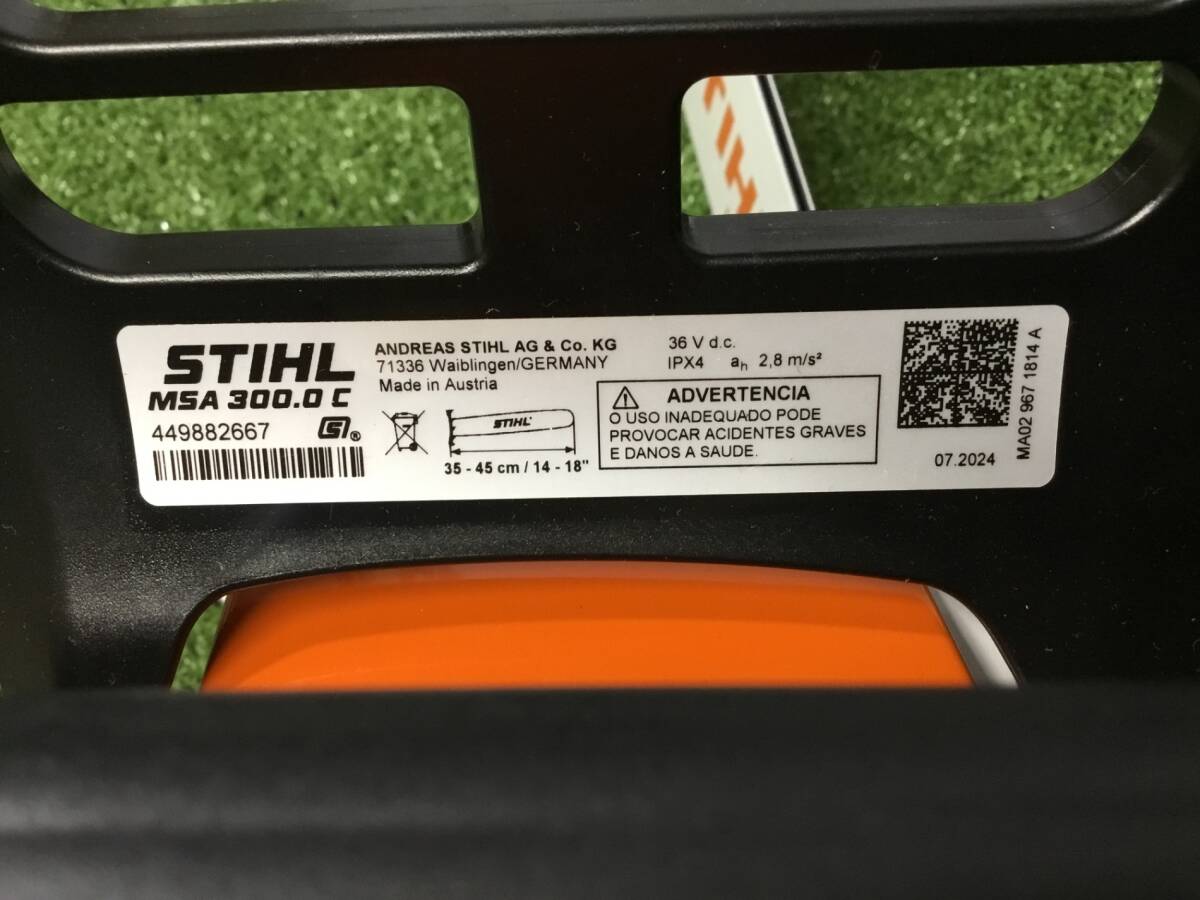 STIHL
MSA 300.0 C
449882667
®
ANDREAS STIHL AG & Co. KG
71336 Waiblingen/GERMANY
Made in Austria
STIHL®
35 - 45 cm / 14 - 18"
36 V d.c.
IPX4 ah 2,8 m/s²
ADVERTENCIA
O USO INADEQUADO PODE
PROVOCAR ACIDENTES GRAVES
E DANOS A SAUDE.
07.2024
MA02 967 1814 A